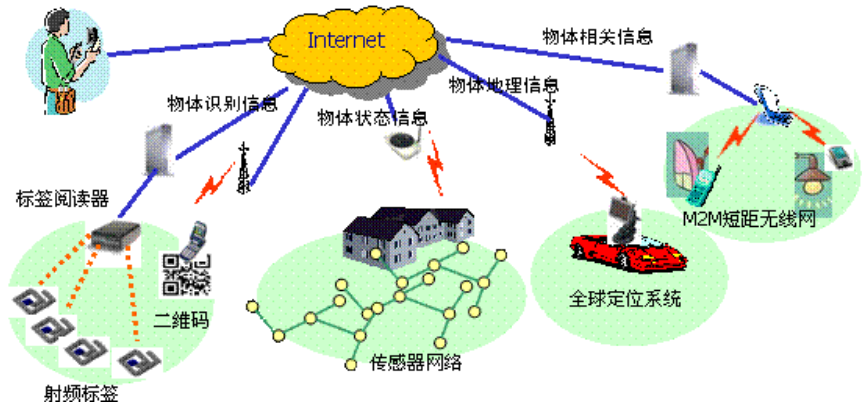 Internet
物体相关信息
物体识别信息
物体状态信息
物体地理信息
标签阅读器
M2M短距无线网
二维码
全球定位系统
传感器网络
射频标签